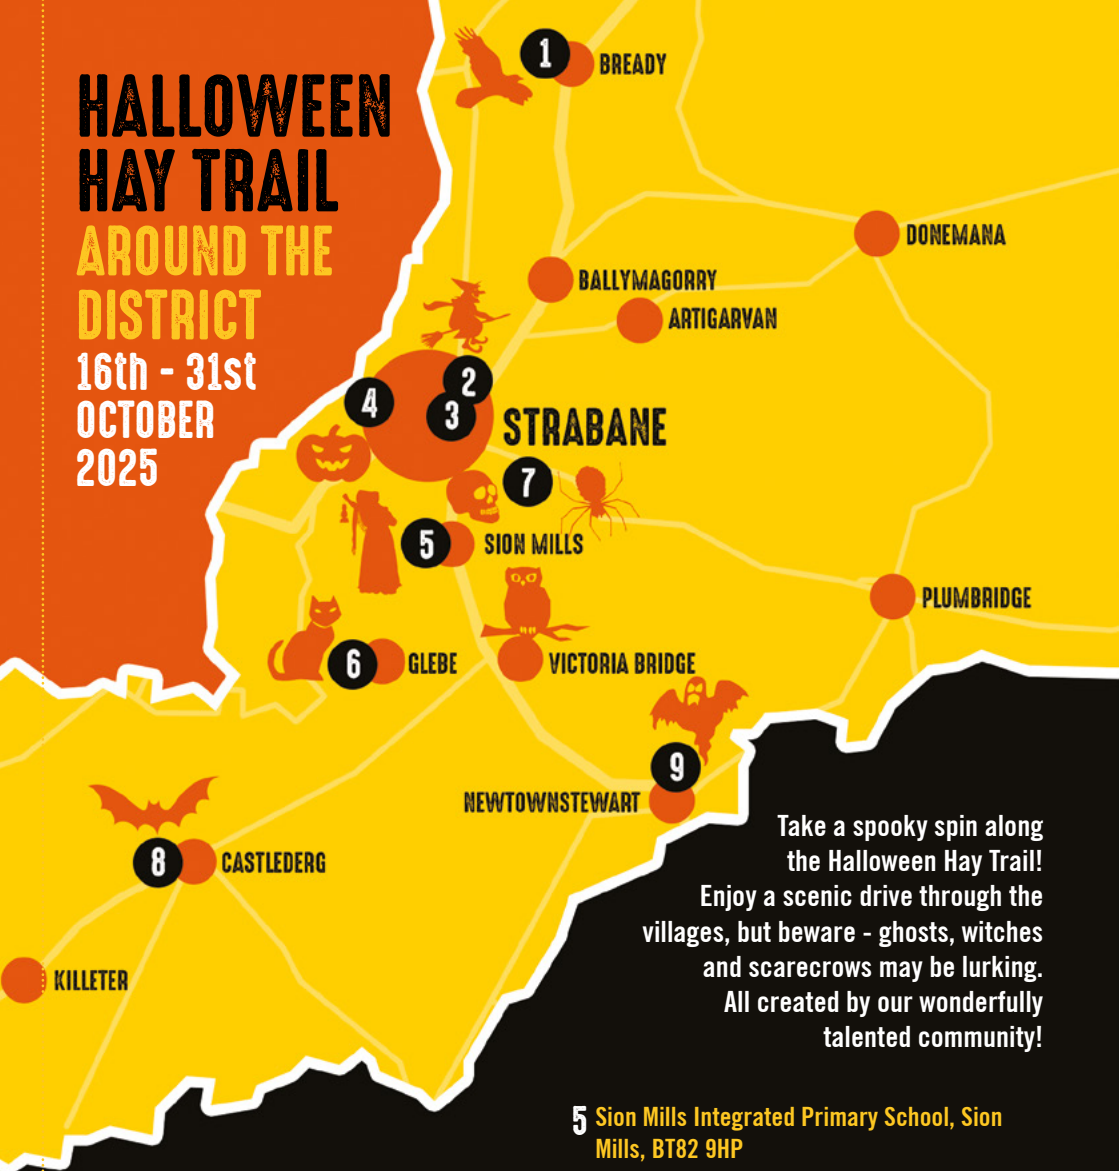 HALLOWEEN
HAY TRAIL
AROUND THE
DISTRICT
16th - 31st
OCTOBER
2025
1
BREADY
DONEMANA
BALLYMAGORRY
ARTIGARVAN
2
4
3
STRABANE
7
5
SION MILLS
PLUMBRIDGE
6
GLEBE
VICTORIA BRIDGE
9
NEWTOWNSTEWART
8
CASTLEDERG
KILLETER
Take a spooky spin along
the Halloween Hay Trail!
Enjoy a scenic drive through the
villages, but beware - ghosts, witches
and scarecrows may be lurking.
All created by our wonderfully
talented community!
5 Sion Mills Integrated Primary School, Sion
Mills, BT82 9HP